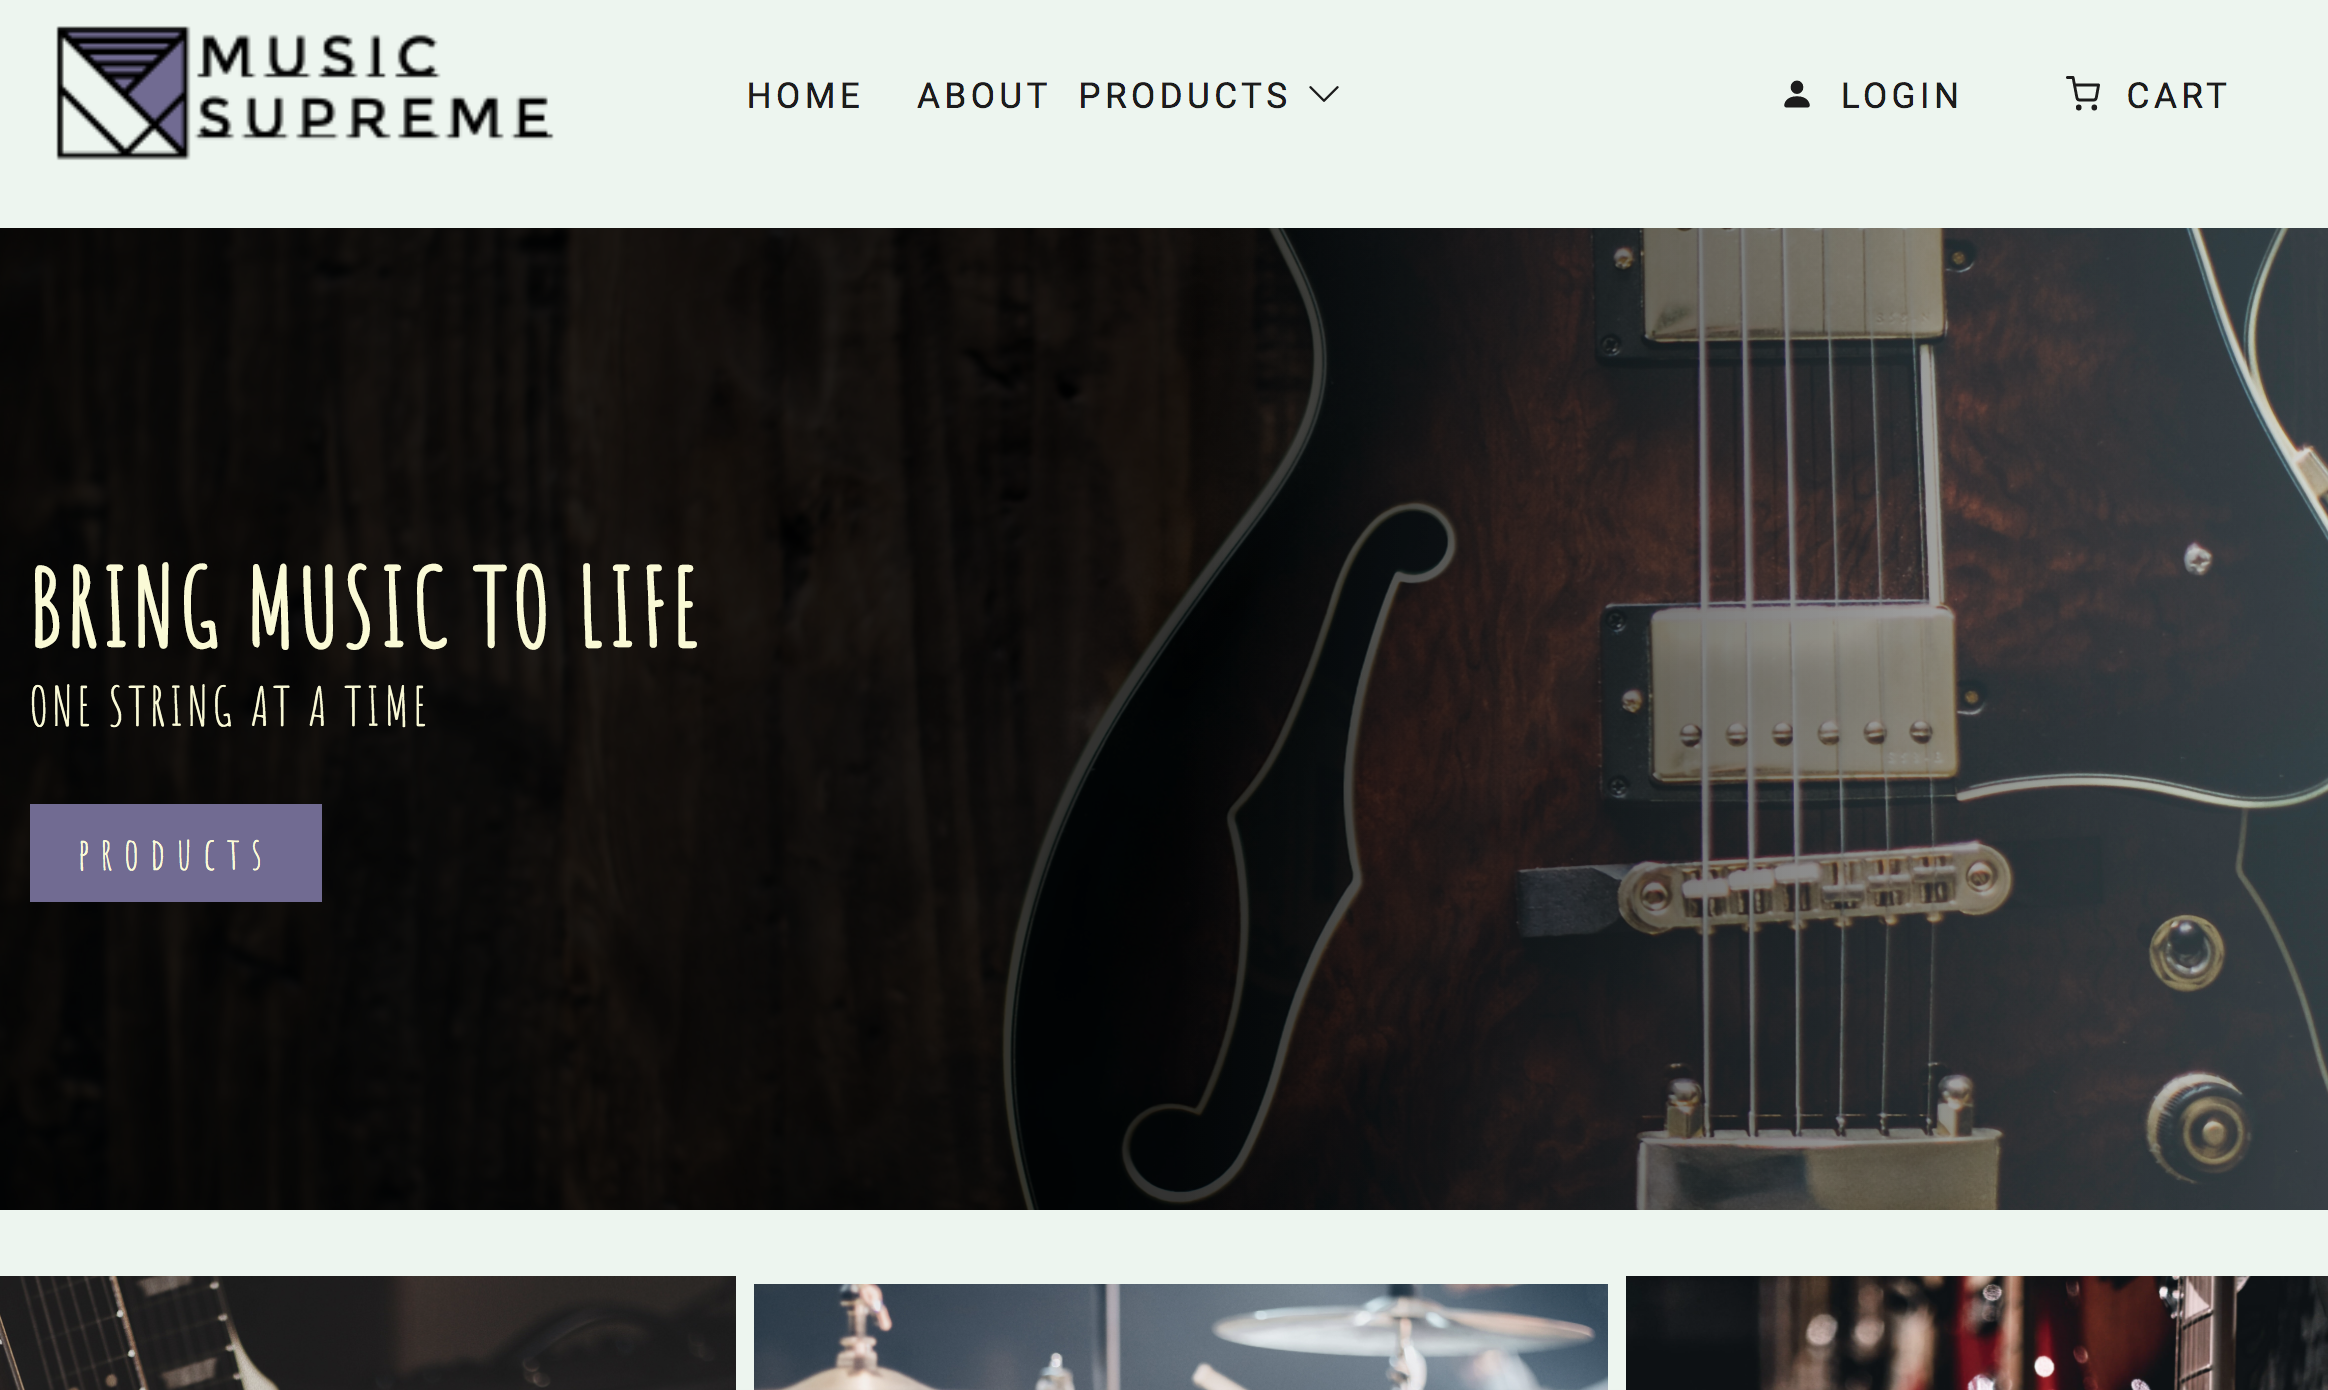 MUSIC
SUPREME
HOME ABOUT PRODUCTS
LOGIN CART
BRING MUSIC TO LIFE
ONE STRING AT A TIME
PRODUCTS